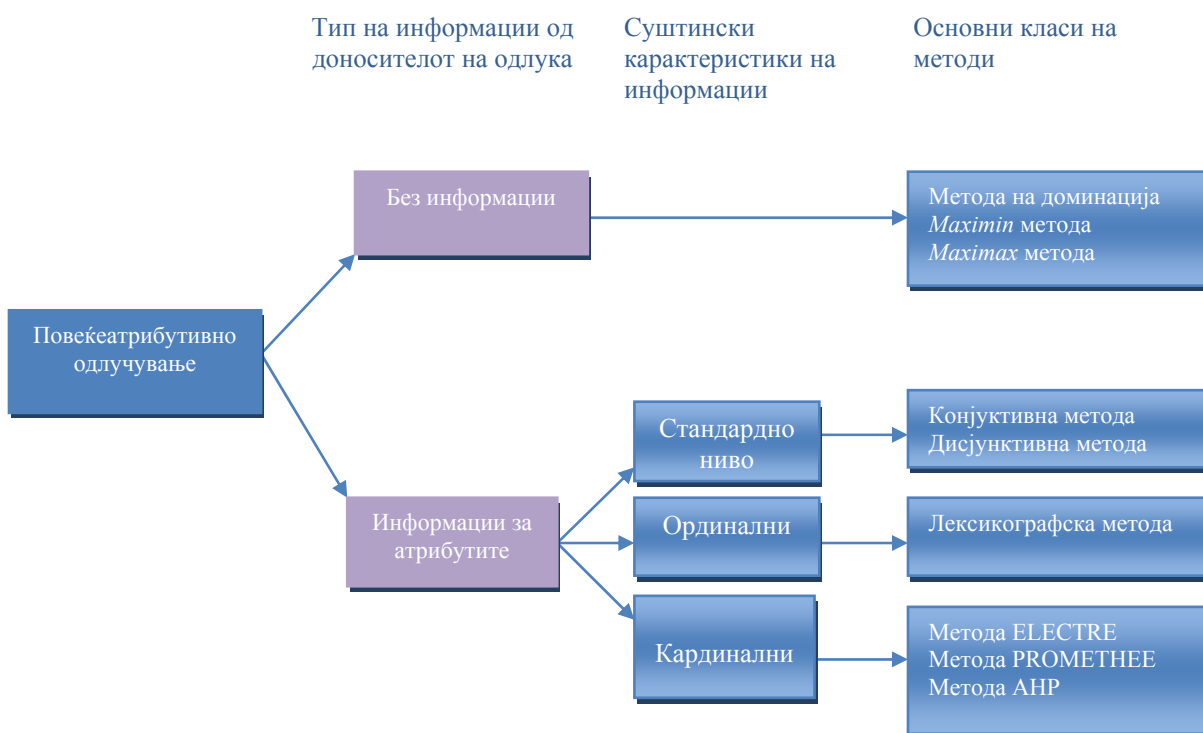 Тип на информации од
доносителот на одлука
Суштински
карактеристики на
информации
Основни класи на
методи
Без информации
Метода на доминација
Maximin метода
Maximax метода
Повеќеатрибутивно
одлучување
Стандардно
ниво
Конјуктивна метода
Дисјунктивна метода
Информации за
атрибутите
Ординални
Лексикографска метода
Кардинални
Метода ELECTRE
Метода PROMETHEE
Метода AHP